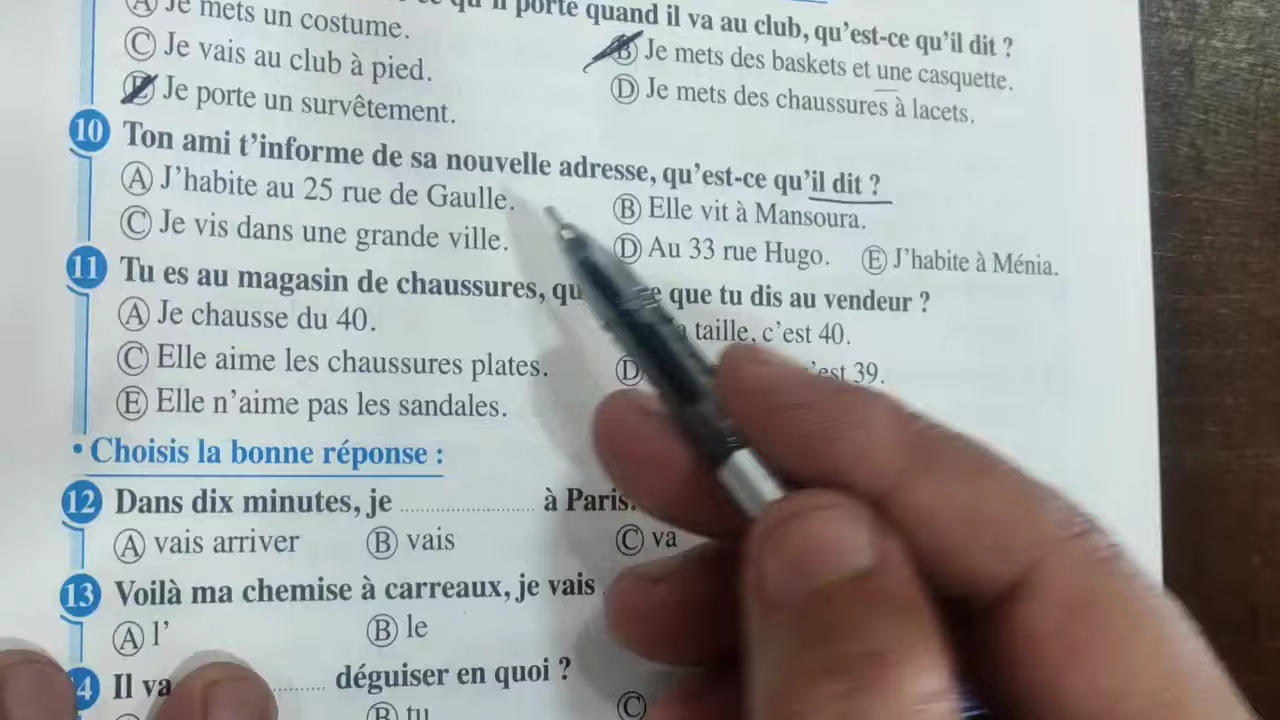 qu'il porte quand il va au club, qu'est-ce qu'il dit ?
A Je mets un costume.
B Je mets des baskets et une casquette.
C Je vais au club à pied.
D Je mets des chaussures à lacets.
E Je porte un survêtement.
10 Ton ami t'informe de sa nouvelle adresse, qu'est-ce qu'il dit ?
A J'habite au 25 rue de Gaulle.
B Elle vit à Mansoura.
C Je vis dans une grande ville.
D Au 33 rue Hugo. E J'habite à Ménia.
11 Tu es au magasin de chaussures, que tu dis au vendeur ?
A Je chausse du 40.
taille, c'est 40.
C Elle aime les chaussures plates.
D c'est 39.
E Elle n'aime pas les sandales.
• Choisis la bonne réponse :
12 Dans dix minutes, je .................... à Paris.
A vais arriver B vais C va
13 Voilà ma chemise à carreaux, je vais
A l' B le
Il va .......... déguiser en quoi ?
B tu C